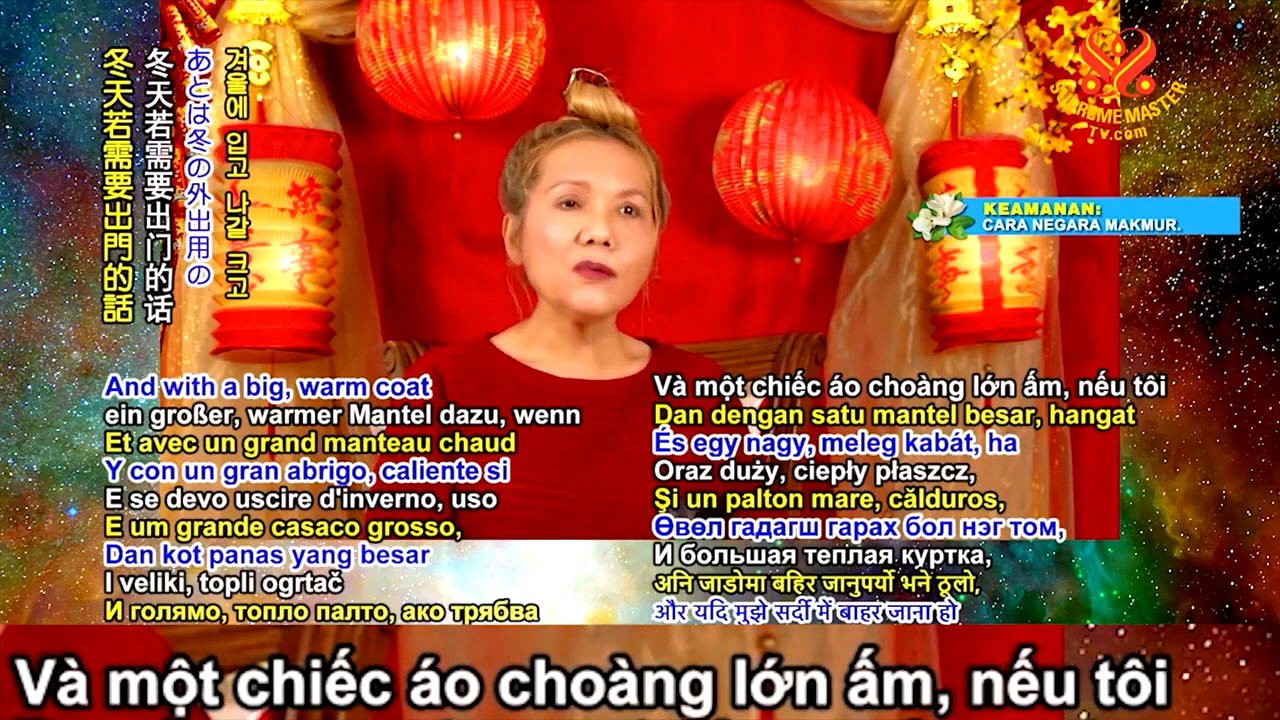 겨울에 입고 나갈 크고
あとは冬の外出用の
冬天若需要出门的话
冬天若需要出門的話
SUPREME MASTER
TV.com
KEAMANAN:
CARA NEGARA MAKMUR.
And with a big, warm coat
ein großer, warmer Mantel dazu, wenn
Et avec un grand manteau chaud
Y con un gran abrigo, caliente si
E se devo uscire d'inverno, uso
E um grande casaco grosso,
Dan kot panas yang besar
I veliki, topli ogrtač
И голямо, топло палто, ако трябва
Và một chiếc áo choàng lớn ấm, nếu tôi
Dan dengan satu mantel besar, hangat
És egy nagy, meleg kabát, ha
Oraz duży, ciepły płaszcz,
Și un palton mare, călduros,
Өвөл гадагш гарах бол нэг том,
И большая теплая куртка,
अनि जाडोमा बहिर जानुपर्यो भने ठूलो,
और यदि मुझे सर्दी में बाहर जाना हो
Và một chiếc áo choàng lớn ấm, nếu tôi